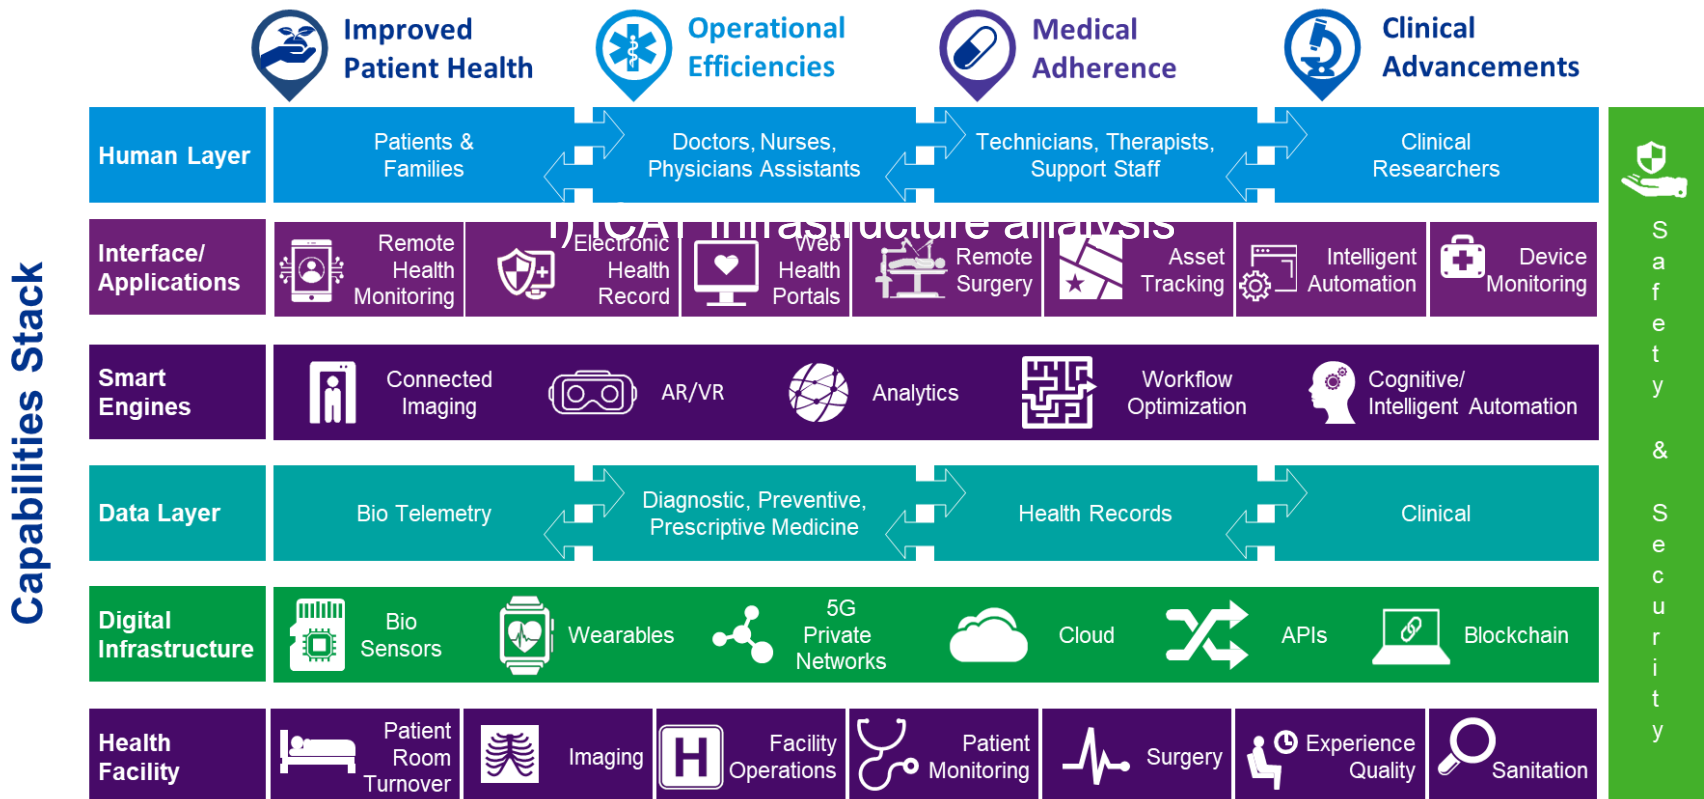 Improved
Patient Health
Operational
Efficiencies
Medical
Adherence
Clinical
Advancements
Capabilities Stack
Human Layer
Patients &
Families
Doctors, Nurses,
Physicians Assistants
Technicians, Therapists,
Support Staff
Clinical
Researchers
i) ICAT Infrastructure analysis
Interface/
Applications
Remote
Health
Monitoring
Electronic
Health
Record
Web
Health
Portals
Remote
Surgery
Asset
Tracking
Intelligent
Automation
Device
Monitoring
Smart
Engines
Connected
Imaging
AR/VR
Analytics
Workflow
Optimization
Cognitive/
Intelligent Automation
Data Layer
Bio Telemetry
Diagnostic, Preventive,
Prescriptive Medicine
Health Records
Clinical
Digital
Infrastructure
Bio
Sensors
Wearables
5G
Private
Networks
Cloud
APIs
Blockchain
Health
Facility
Patient
Room
Turnover
Imaging
H
Facility
Operations
Patient
Monitoring
Surgery
Experience
Quality
Sanitation
Safety & Security